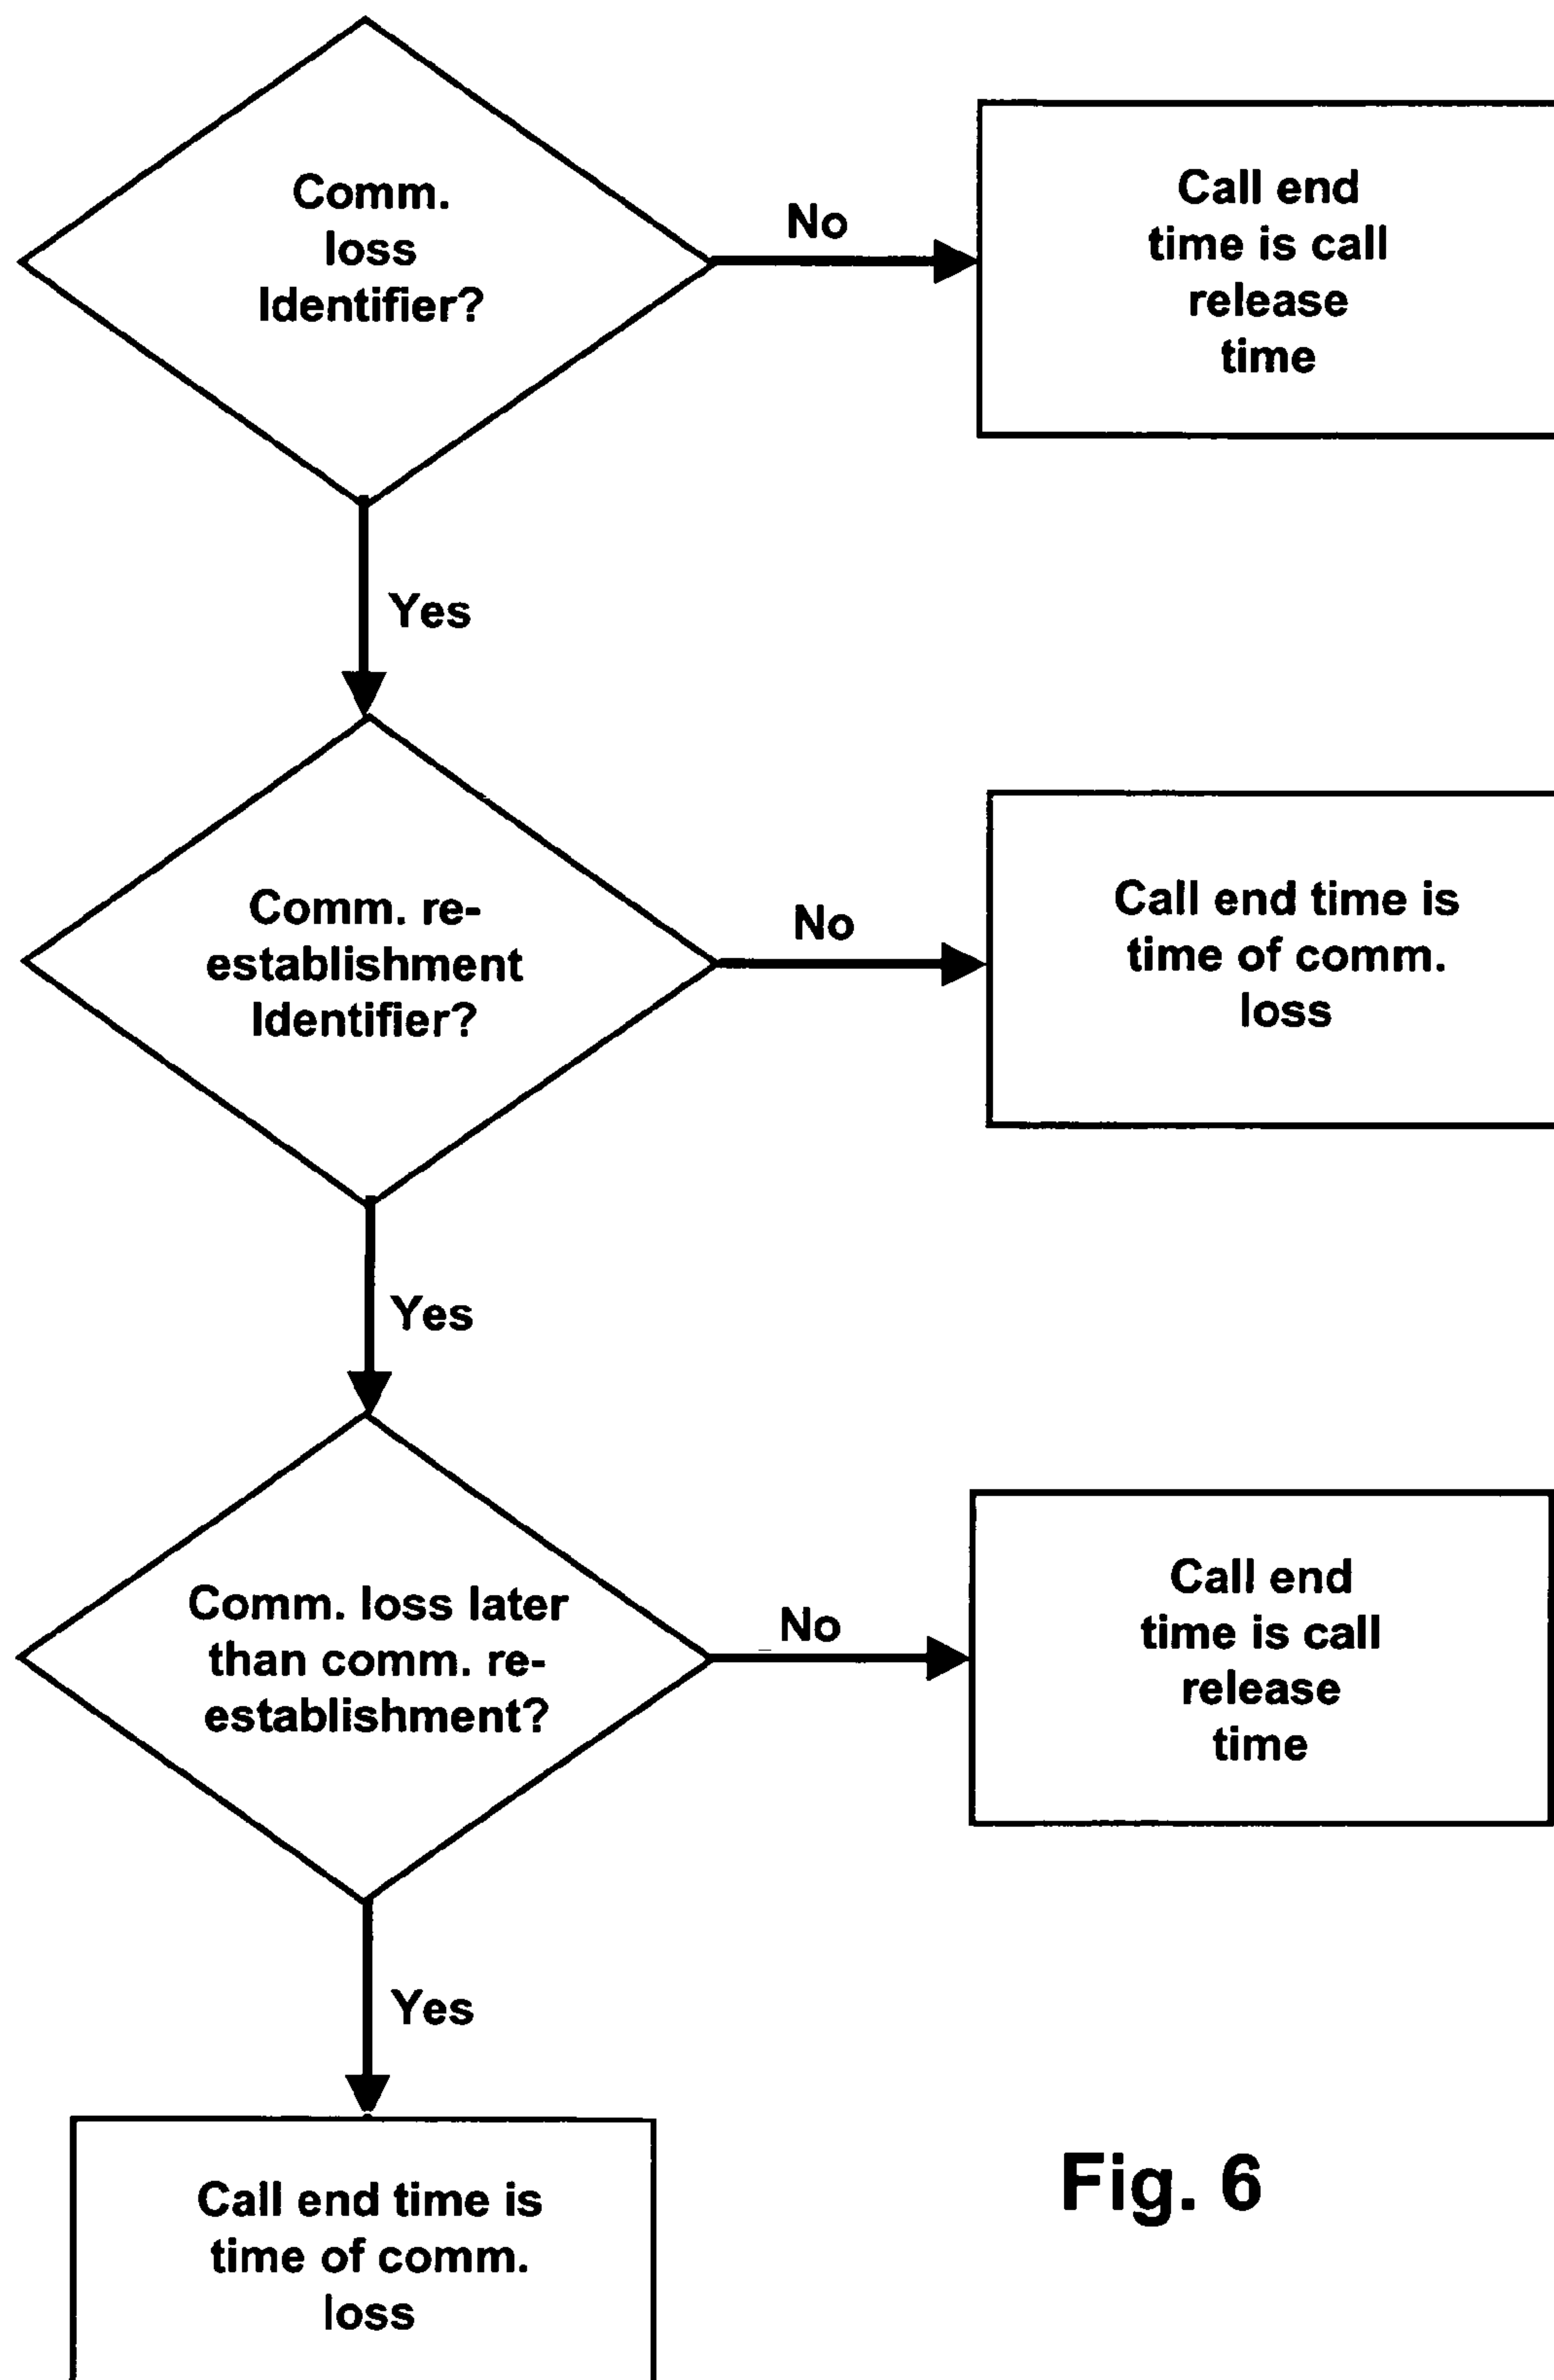 Comm.
loss
Identifier?
No
Call end
time is call
release
time
Yes
Comm. re-
establishment
Identifier?
No
Call end time is
time of comm.
loss
Yes
Comm. loss later
than comm. re-
establishment?
No
Call end
time is call
release
time
Yes
Call end time is
time of comm.
loss
Fig. 6